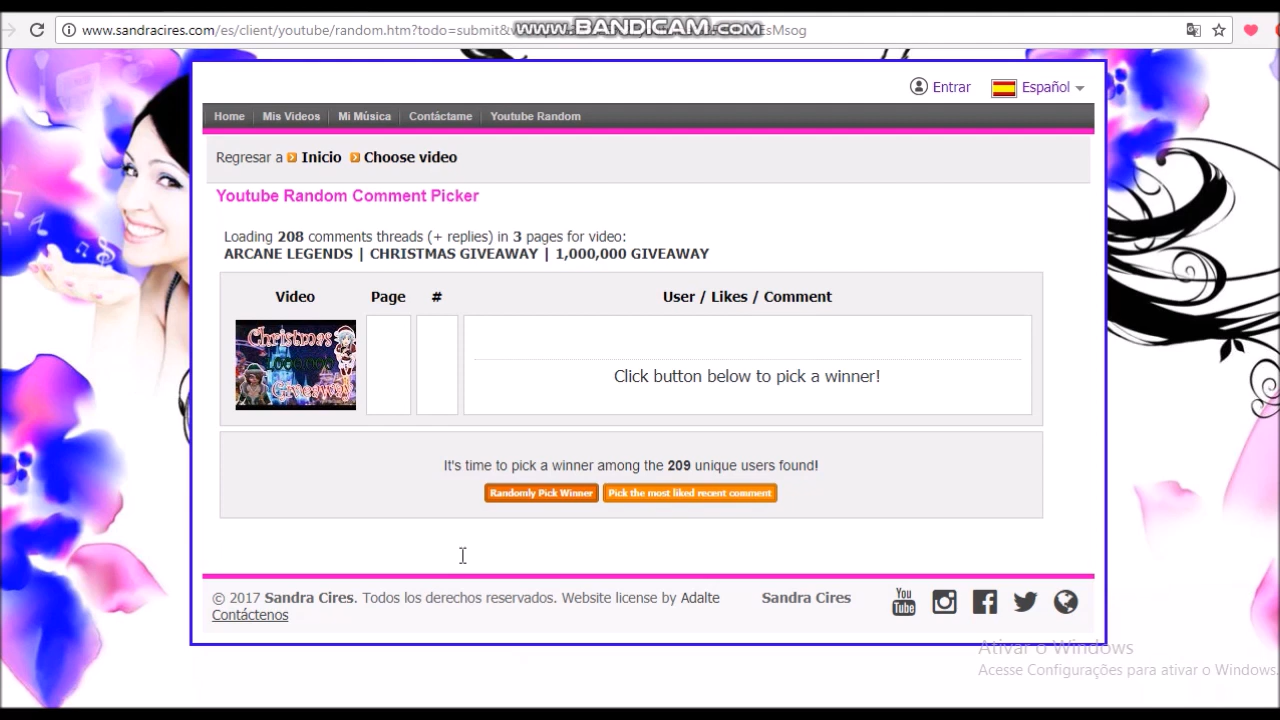 www.sandracires.com/es/client/youtube/random.htm?todo=submit&
www.BANDICAM.com
EsMsog
Entrar
Español
Home
Mis Videos
Mi Música
Contáctame
Youtube Random
Regresar a Inicio Choose video
Youtube Random Comment Picker
Loading 208 comments threads (+ replies) in 3 pages for video:
ARCANE LEGENDS | CHRISTMAS GIVEAWAY | 1,000,000 GIVEAWAY
Video
Page
#
User / Likes / Comment
Christmas
Giveaway
Click button below to pick a winner!
It's time to pick a winner among the 209 unique users found!
Randomly Pick Winner
Pick the most liked recent comment
© 2017 Sandra Cires. Todos los derechos reservados. Website license by Adalte
Contáctenos
Sandra Cires
You
Tube
Ativar o Windows
Acesse Configurações para ativar o Windows.